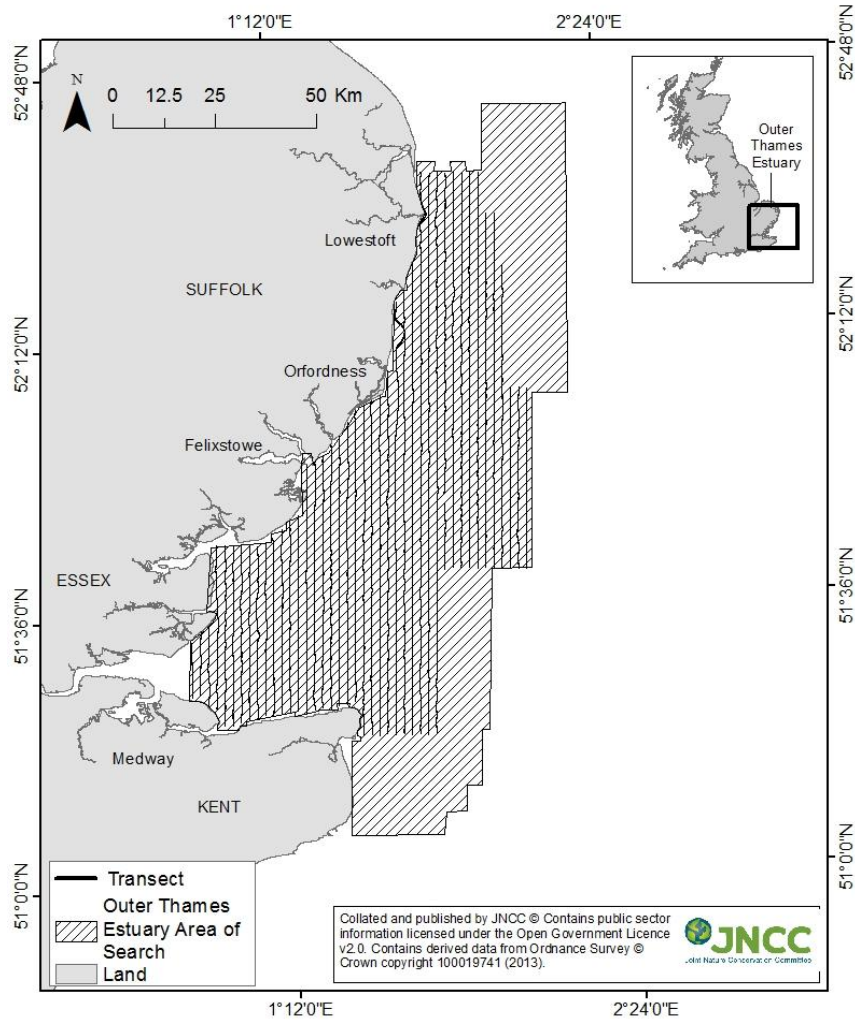 1°12'0"E
2°24'0"E
52°48'0"N
52°48'0"N
N
0 12.5 25 50 Km
Outer
Thames
Estuary
Lowestoft
SUFFOLK
52°12'0"N
52°12'0"N
Orfordness
Felixstowe
ESSEX
51°36'0"N
51°36'0"N
Medway
KENT
51°0'0"N
51°0'0"N
Transect
Outer Thames
Estuary Area of
Search
Land
Collated and published by JNCC © Contains public sector
information licensed under the Open Government Licence
v2.0. Contains derived data from Ordnance Survey ©
Crown copyright 100019741 (2013).
JNCC
Joint Nature Conservation Committee
1°12'0"E
2°24'0"E